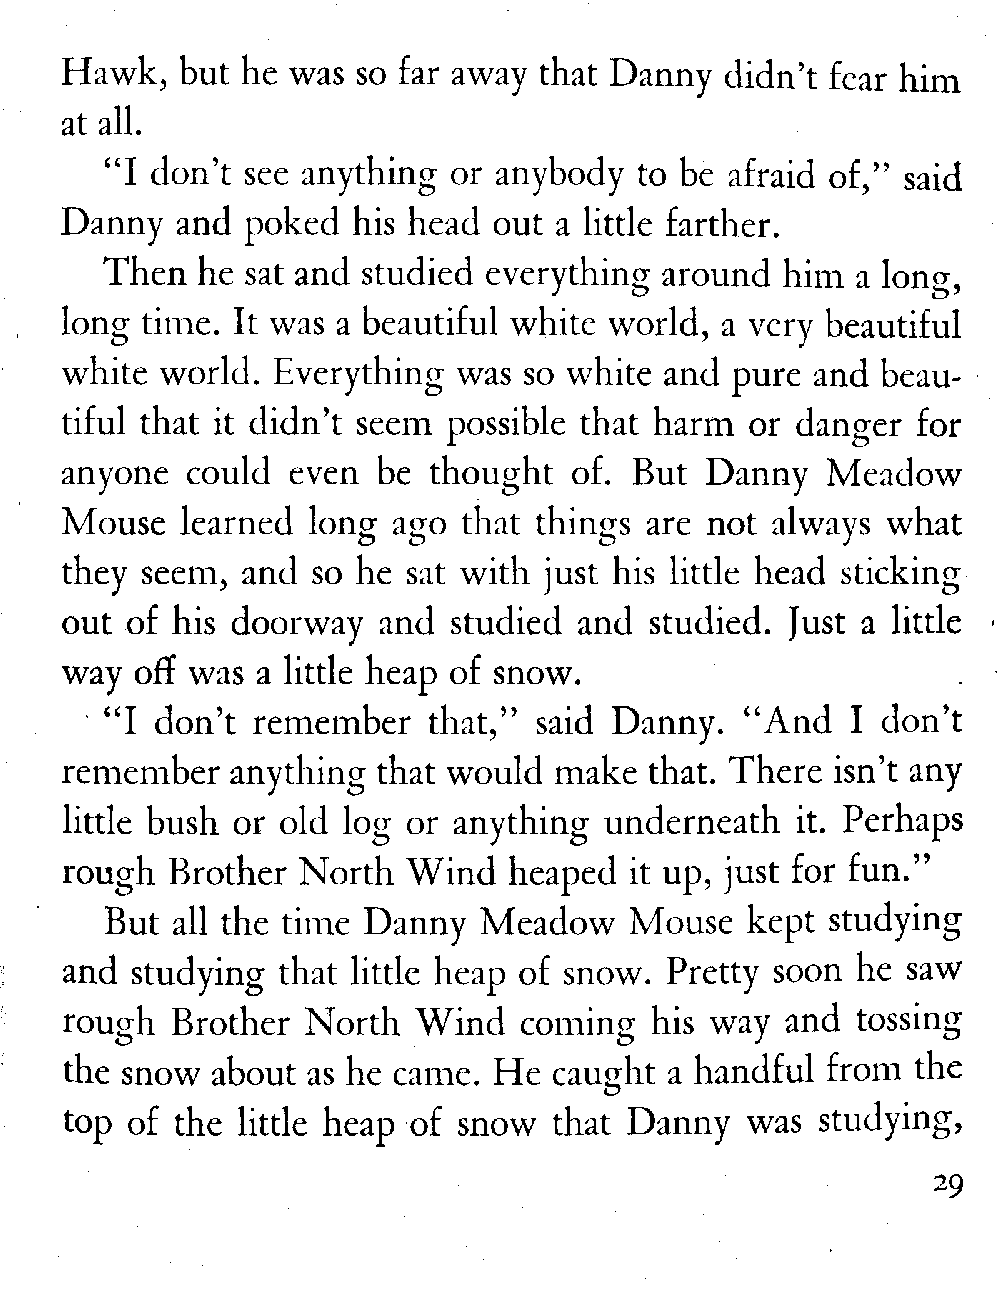 Hawk, but he was so far away that Danny didn't fear him
at all.
“I don't see anything or anybody to be afraid of,” said
Danny and poked his head out a little farther.
Then he sat and studied everything around him a long,
long time. It was a beautiful white world, a very beautiful
white world. Everything was so white and pure and beau-
tiful that it didn't seem possible that harm or danger for
anyone could even be thought of. But Danny Meadow
Mouse learned long ago that things are not always what
they seem, and so he sat with just his little head sticking
out of his doorway and studied and studied. Just a little
way off was a little heap of snow.
“I don't remember that,” said Danny. “And I don't
remember anything that would make that. There isn't any
little bush or old log or anything underneath it. Perhaps
rough Brother North Wind heaped it up, just for fun.”
But all the time Danny Meadow Mouse kept studying
and studying that little heap of snow. Pretty soon he saw
rough Brother North Wind coming his way and tossing
the snow about as he came. He caught a handful from the
top of the little heap of snow that Danny was studying,
29